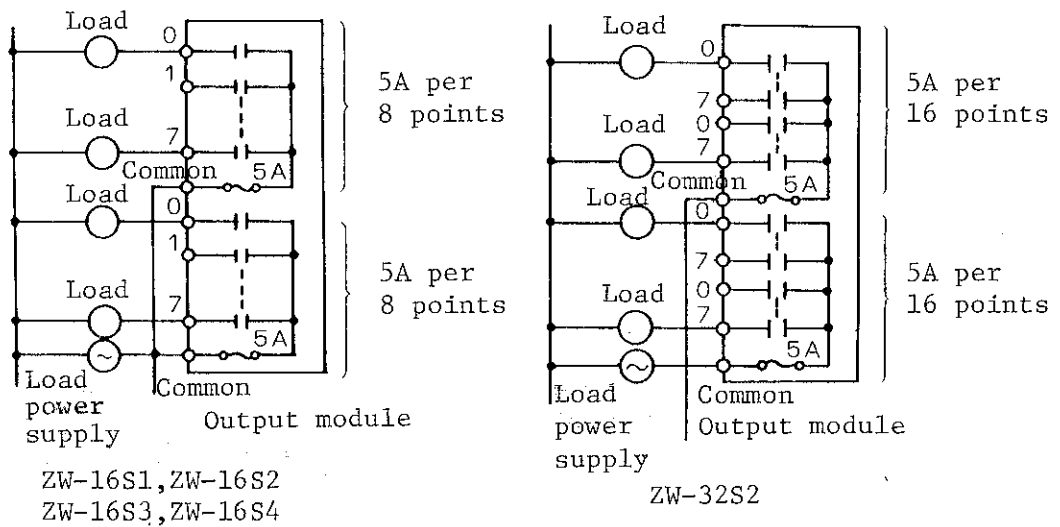 Load
0
1
5A per
8 points
Load
7
Common
5A
Load
0
1
5A per
8 points
Load
7
5A
Common
Load
power
supply
Output module
ZW-16S1,ZW-16S2
ZW-16S3,ZW-16S4
Load
0
5A per
16 points
7
0
Load
7
Common
5A
Load
0
7
5A per
16 points
0
Load
7
5A
Load
power
supply
Common
Output module
ZW-32S2